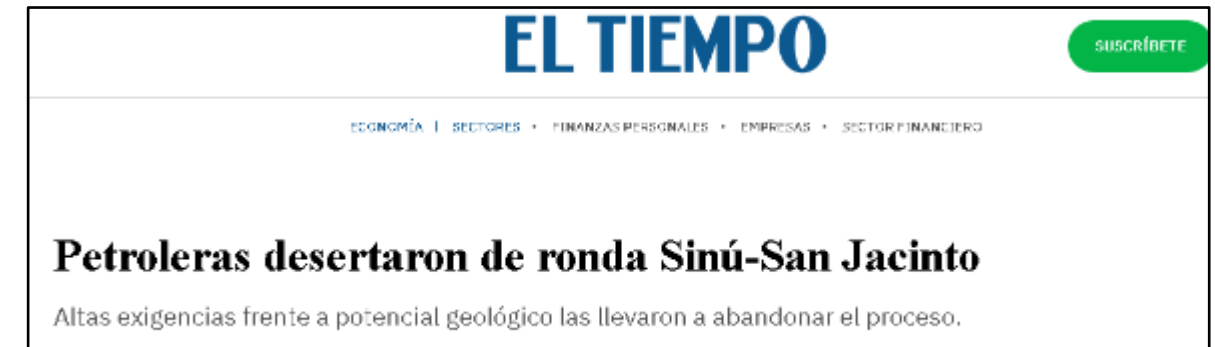 EL TIEMPO
SUSCRÍBETE
ECONOMÍA | SECTORES • FINANZAS PERSONALES • EMPRESAS • SECTOR FINANCIERO
Petroleras desertaron de ronda Sinú-San Jacinto
Altas exigencias frente a potencial geológico las llevaron a abandonar el proceso.